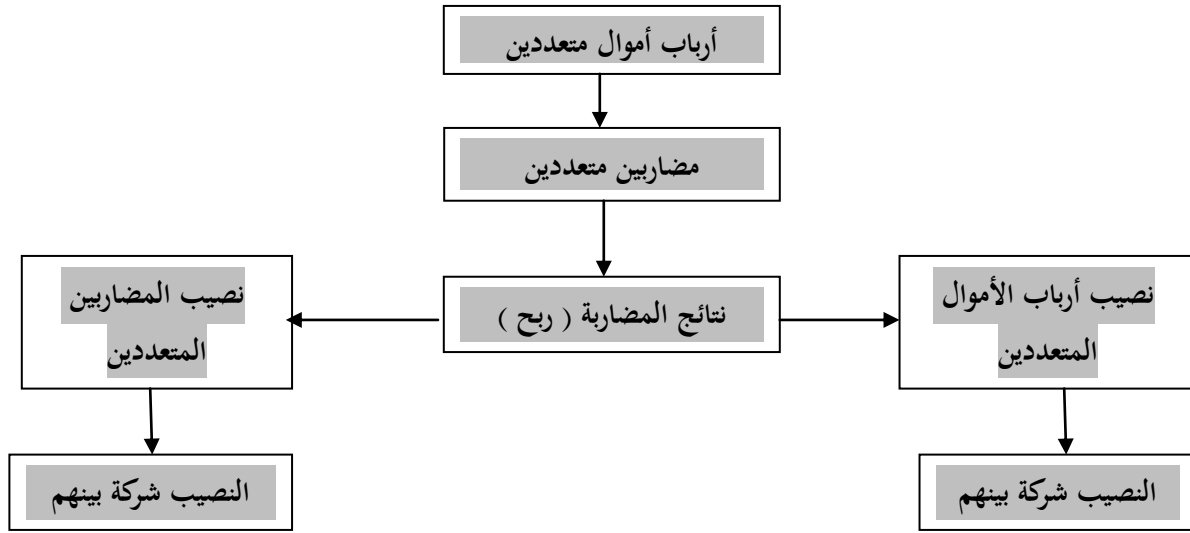 أرباب أموال متعددين
مضاربين متعددين
نصيب أرباب الأموال
المتعددين
نتائج المضاربة ( ربح )
نصيب المضاربين
المتعددين
النصيب شركة بينهم
النصيب شركة بينهم